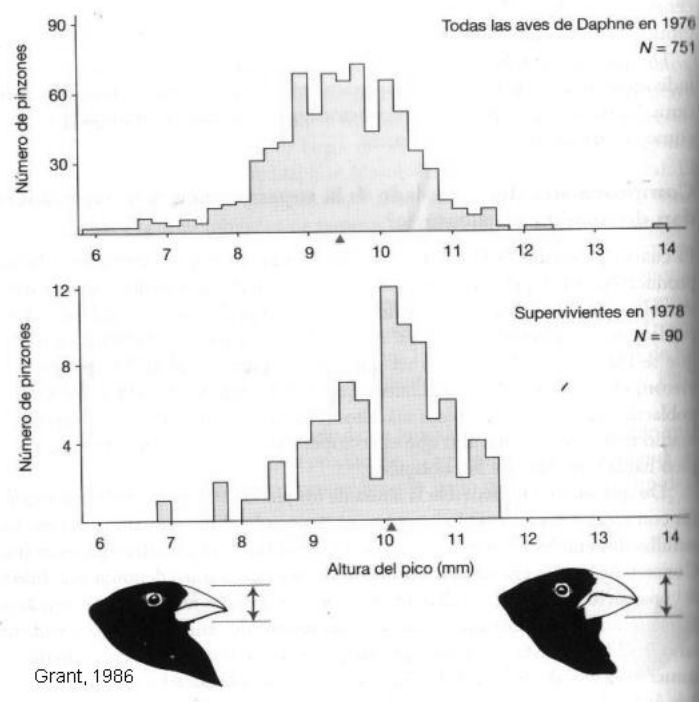 Todas las aves de Daphne en 1976
N = 751
Número de pinzones
90
60
30
6 7 8 9 10 11 12 13 14
Supervivientes en 1978
N = 90
Número de pinzones
12
8
4
6 7 8 9 10 11 12 13 14
Altura del pico (mm)
Grant, 1986